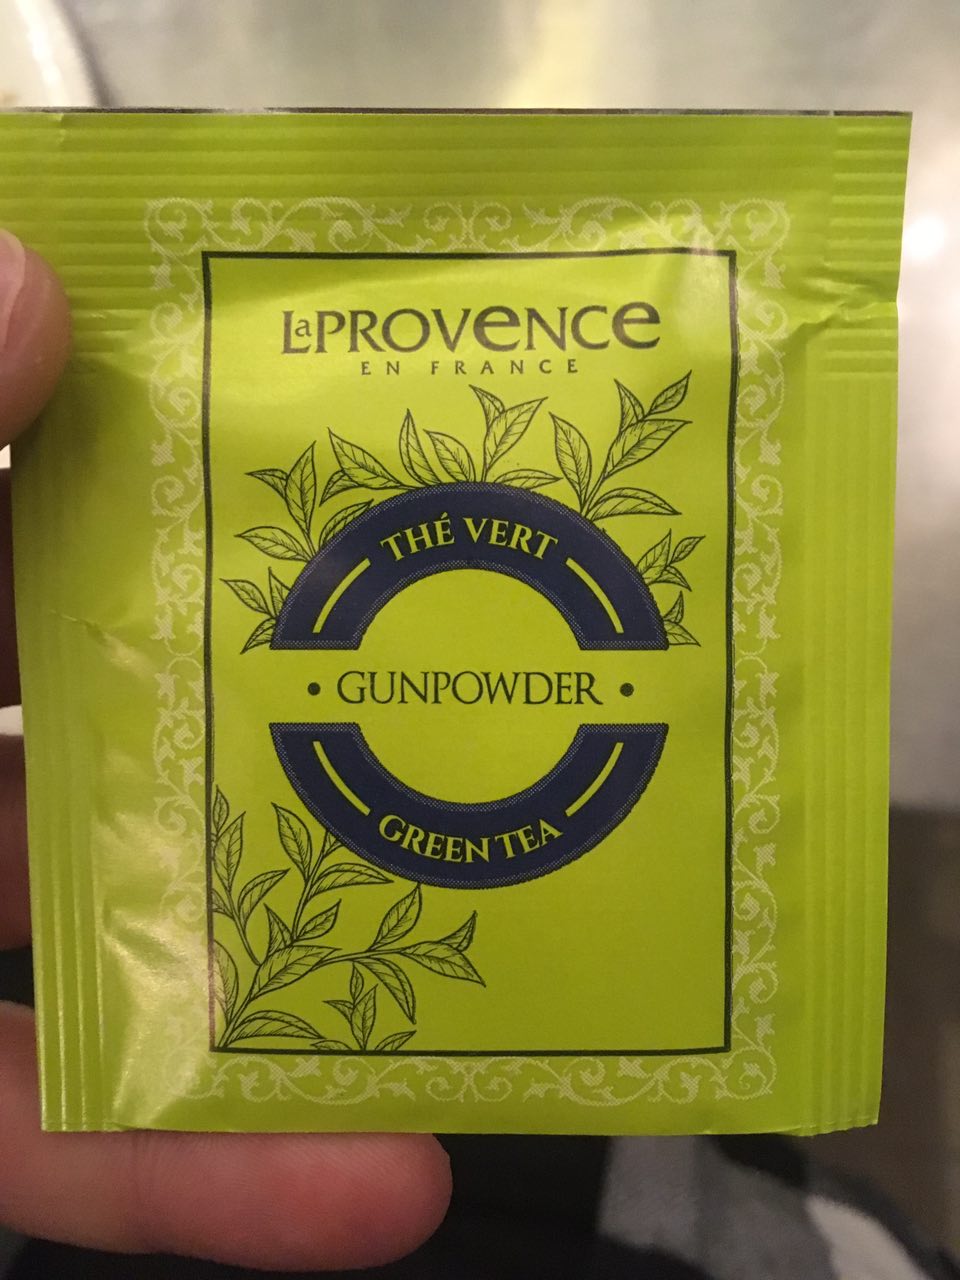 LaPROVeNCe
EN FRANCE
THÉ VERT
• GUNPOWDER •
GREEN TEA